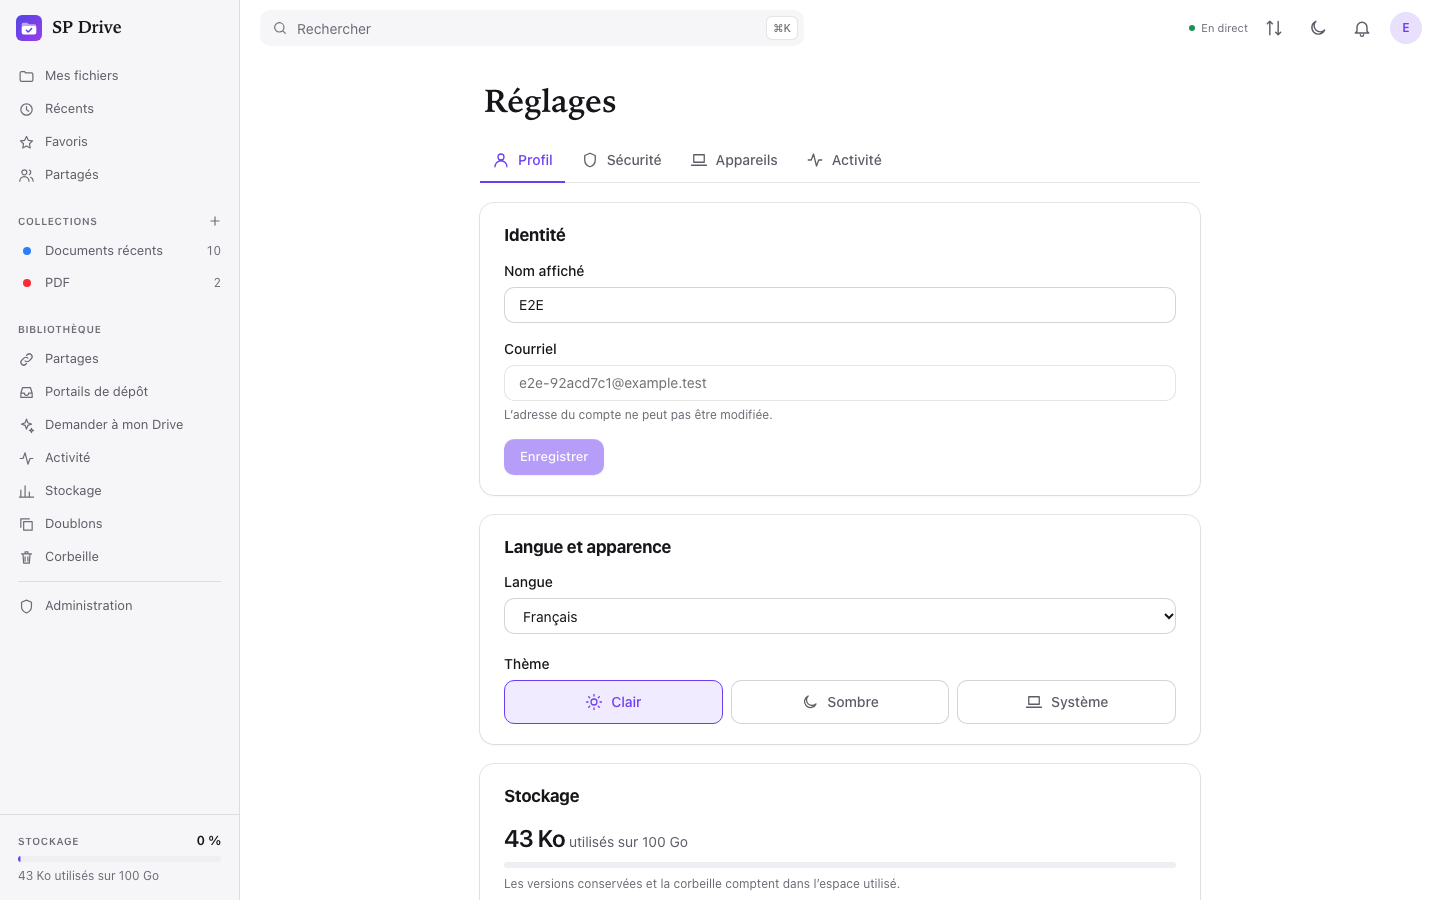 SP Drive
Mes fichiers
Récents
Favoris
Partagés
COLLECTIONS
Documents récents 10
PDF 2
BIBLIOTHÈQUE
Partages
Portails de dépôt
Demander à mon Drive
Activité
Stockage
Doublons
Corbeille
Administration
STOCKAGE 0 %
43 Ko utilisés sur 100 Go
Rechercher ⌘K
En direct
E
Réglages
Profil Sécurité Appareils Activité
Identité
Nom affiché
E2E
Courriel
e2e-92acd7c1@example.test
L’adresse du compte ne peut pas être modifiée.
Enregistrer
Langue et apparence
Langue
Français
Thème
Clair Sombre Système
Stockage
43 Ko utilisés sur 100 Go
Les versions conservées et la corbeille comptent dans l’espace utilisé.